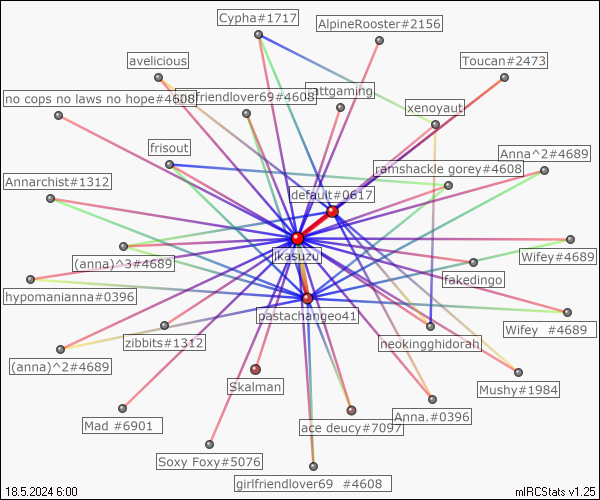 Cypha#1717
AlpineRooster#2156
avelicious
Toucan#2473
no cops no laws no hope#4608
friendlover69#4608
attgaming
xenoyaut
frisout
Anna^2#4689
ramshackle gorey#4608
Annarchist#1312
default#0617
(anna)^3#4689
likasuzu
Wifey#4689
fakedingo
hypomanianna#0396
pastachangeo41
Wifey  #4689
zibbits#1312
neokingghidorah
(anna)^2#4689
Skalman
Mushy#1984
Mad #6901
ace deucy#7097
Anna.#0396
Soxy Foxy#5076
girlfriendlover69  #4608
18.5.2024 6:00
mIRCStats v1.25